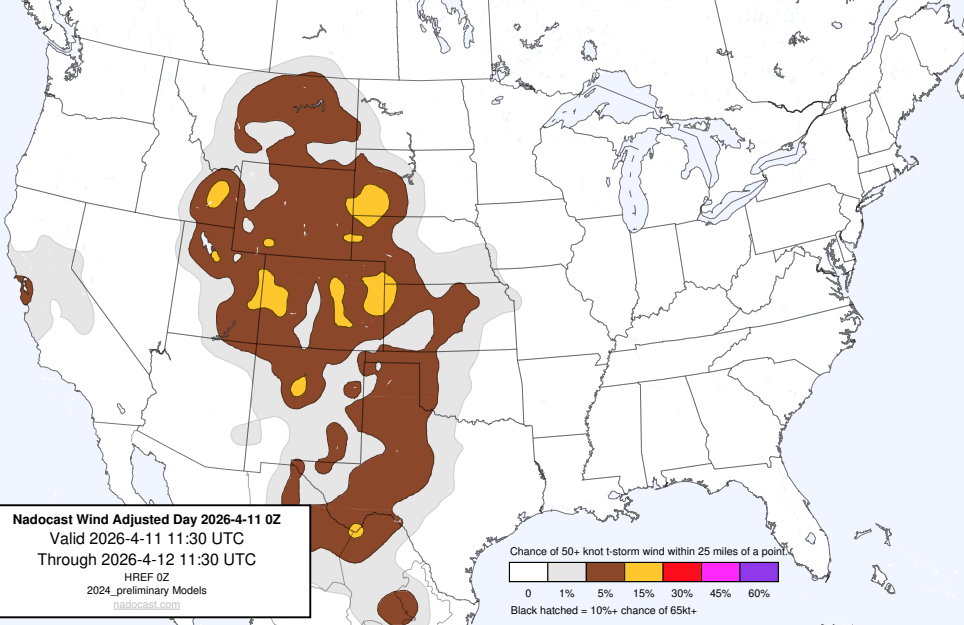 Nadocast Wind Adjusted Day 2026-4-11 0Z
Valid 2026-4-11 11:30 UTC
Through 2026-4-12 11:30 UTC
HREF 0Z
2024_preliminary Models
nadocast.com
Chance of 50+ knot t-storm wind within 25 miles of a point.
0 1% 5% 15% 30% 45% 60%
Black hatched = 10%+ chance of 65kt+